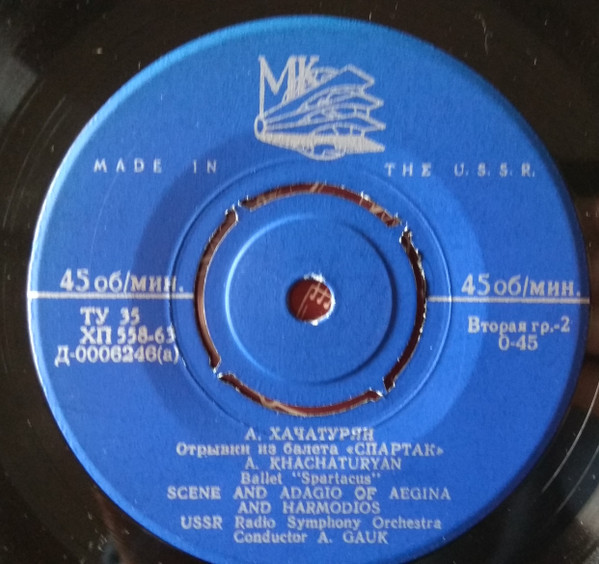 МК
MADE IN THE U.S.S.R.
45 об/мин. 45 об/мин.
ТУ 35
ХП 558-63
Д-0006246(а)
Вторая гр.-2
0-45
А. ХАЧАТУРЯН
Отрывки из балета «СПАРТАК»
A. KHACHATURYAN
Ballet "Spartacus"
SCENE AND ADAGIO OF AEGINA
AND HARMODIOS
USSR Radio Symphony Orchestra
Conductor A. GAUK